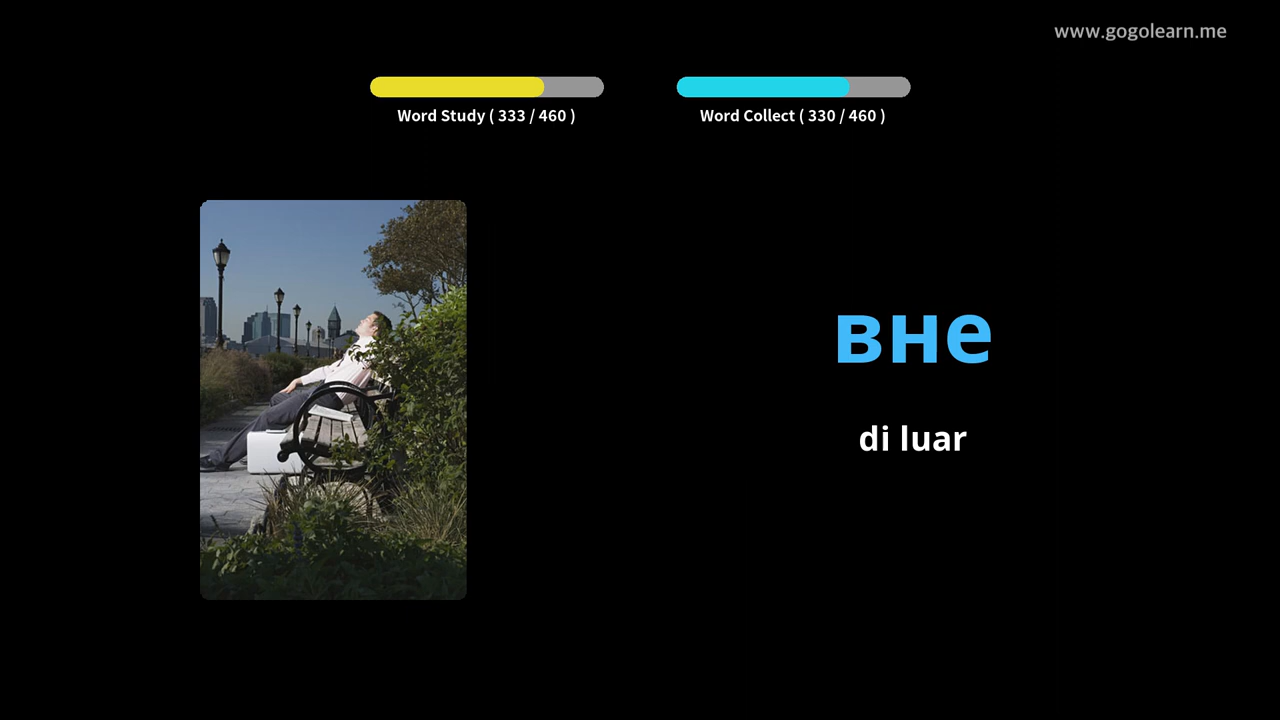 www.gogolearn.me
Word Study ( 333 / 460 )
Word Collect ( 330 / 460 )
вне
di luar